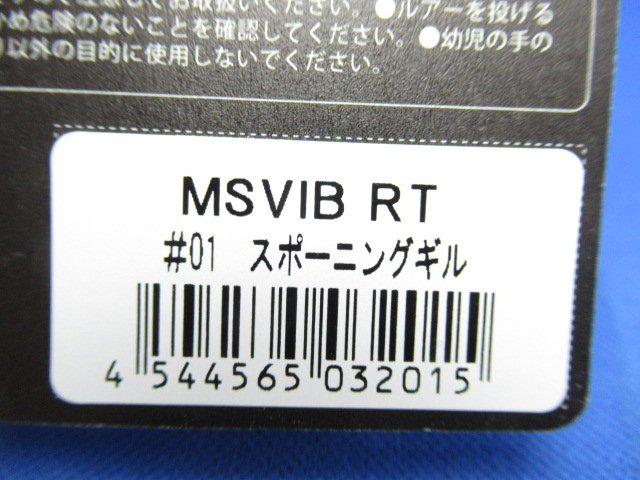 してお取扱いください。●ルアーを投げる
め危険のないことを確認してください。●幼児の手の
以外の目的に使用しないでください。
MSVIB RT
#01 スポーニングギル
4 544565 032015